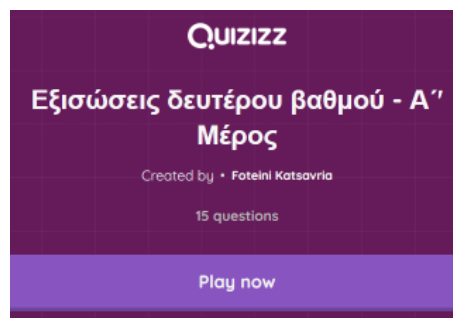 Quizizz
Εξισώσεις δευτέρου βαθμού - Α΄'
Μέρος
Created by • Foteini Katsavria
15 questions
Play now